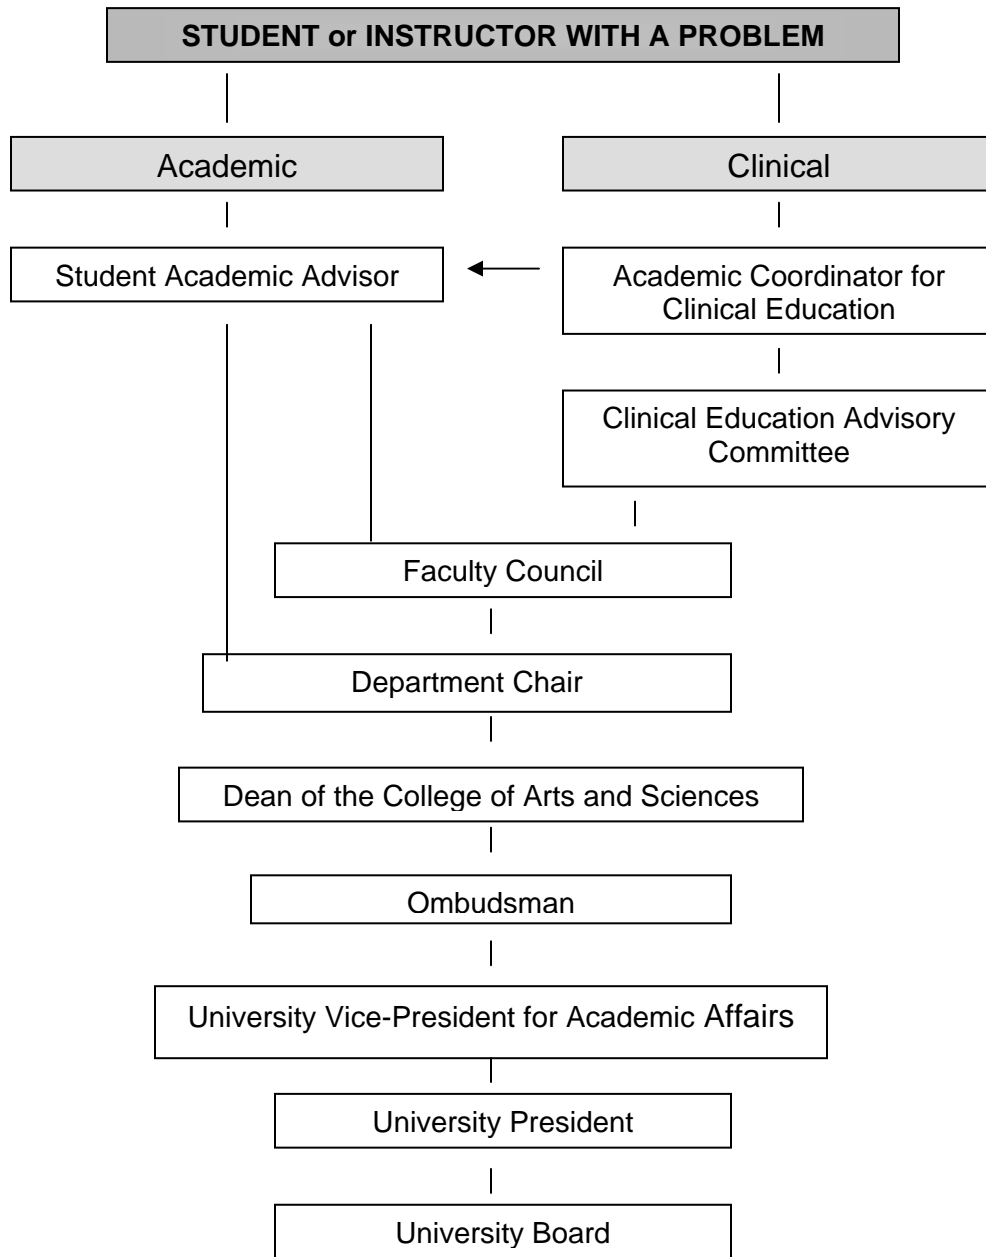 STUDENT or INSTRUCTOR WITH A PROBLEM
Academic
Clinical
Student Academic Advisor
Academic Coordinator for
Clinical Education
Clinical Education Advisory
Committee
Faculty Council
Department Chair
Dean of the College of Arts and Sciences
Ombudsman
University Vice-President for Academic Affairs
University President
University Board